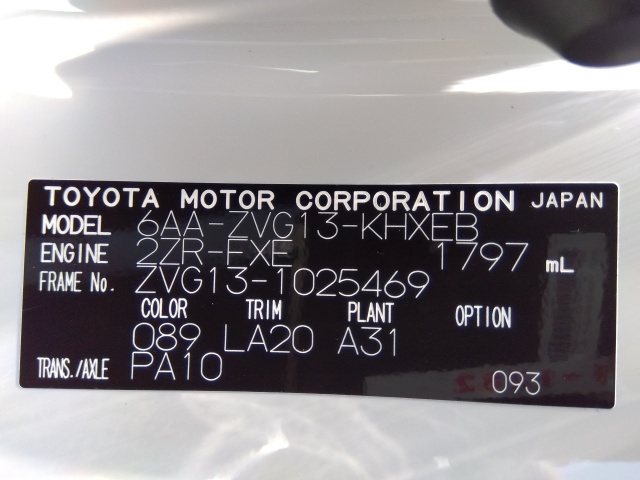 TOYOTA MOTOR CORPORATION JAPAN
MODEL 6AA-ZVG13-KHXEB
ENGINE 2ZR-FXE 1797 mL
FRAME No. ZVG13-1025469
COLOR TRIM PLANT OPTION
089 LA20 A31
TRANS./AXLE PA10
093